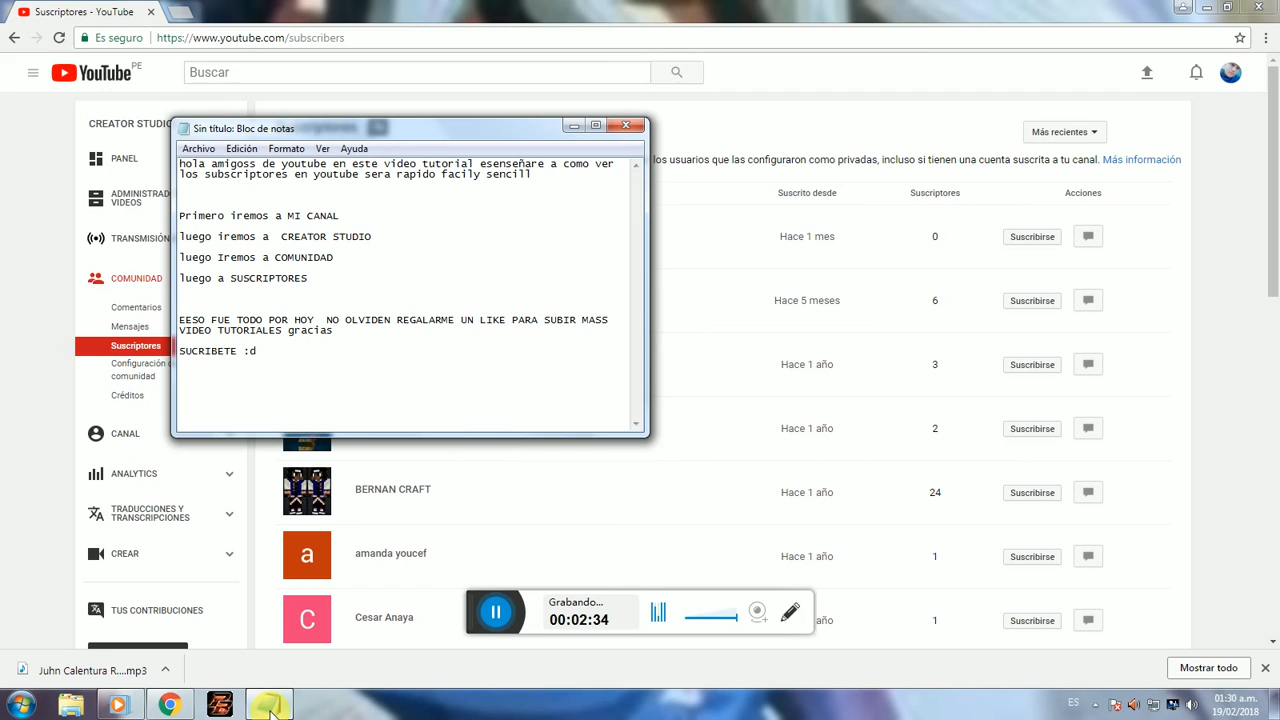 Suscriptores - YouTube
Es seguro
https://www.youtube.com/subscribers
YouTube PE
Buscar
CREATOR STUDIO
PANEL
ADMINISTRAD
VIDEOS
TRANSMISIÓN
COMUNIDAD
Comentarios
Mensajes
Suscriptores
Configuración de
comunidad
Créditos
CANAL
ANALYTICS
TRADUCCIONES Y
TRANSCRIPCIONES
CREAR
TUS CONTRIBUCIONES
Sin título: Bloc de notas
Archivo Edición Formato Ver Ayuda
hola amigoss de youtube en este video tutorial esenseñare a como ver
los subscriptores en youtube sera rapido facily sencill
Primero iremos a MI CANAL
luego iremos a  CREATOR STUDIO
luego Iremos a COMUNIDAD
luego a SUSCRIPTORES
EESO FUE TODO POR HOY  NO OLVIDEN REGALARME UN LIKE PARA SUBIR MASS
VIDEO TUTORIALES gracias
SUCRIBETE :d
Más recientes
los usuarios que las configuraron como privadas, incluso si tienen una cuenta suscrita a tu canal. Más información
Suscrito desde Suscriptores Acciones
Hace 1 mes 0 Suscribirse
Hace 5 meses 6 Suscribirse
Hace 1 año 3 Suscribirse
Hace 1 año 2 Suscribirse
BERNAN CRAFT Hace 1 año 24 Suscribirse
a amanda youcef Hace 1 año 1 Suscribirse
C Cesar Anaya año 1 Suscribirse
Grabando...
00:02:34
Juhn Calentura R....mp3
Mostrar todo
ES
01:30 a.m.
19/02/2018